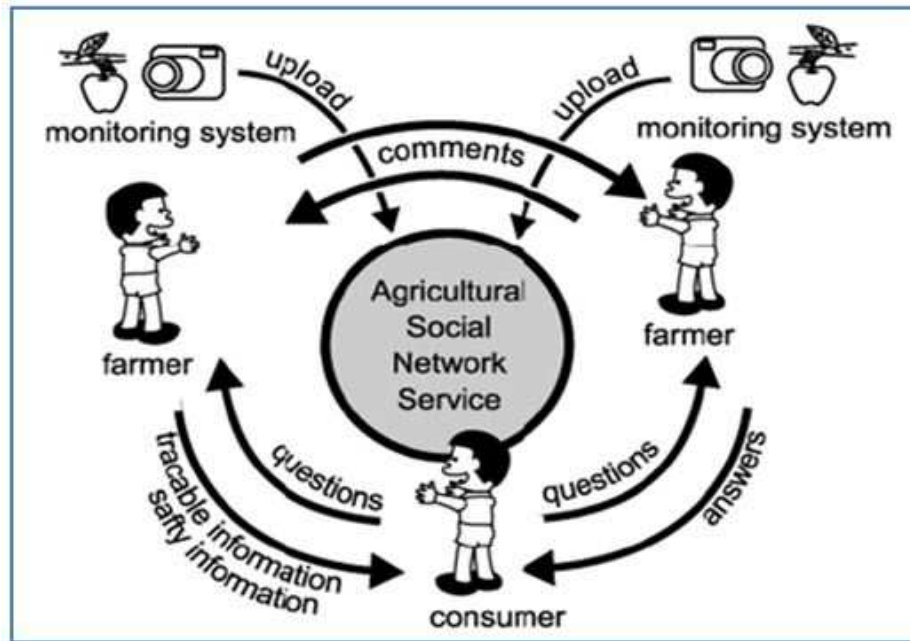 upload
upload
monitoring system
monitoring system
comments
Agricultural
Social
Network
Service
farmer
farmer
questions
questions
answers
tracable information
safty information
consumer